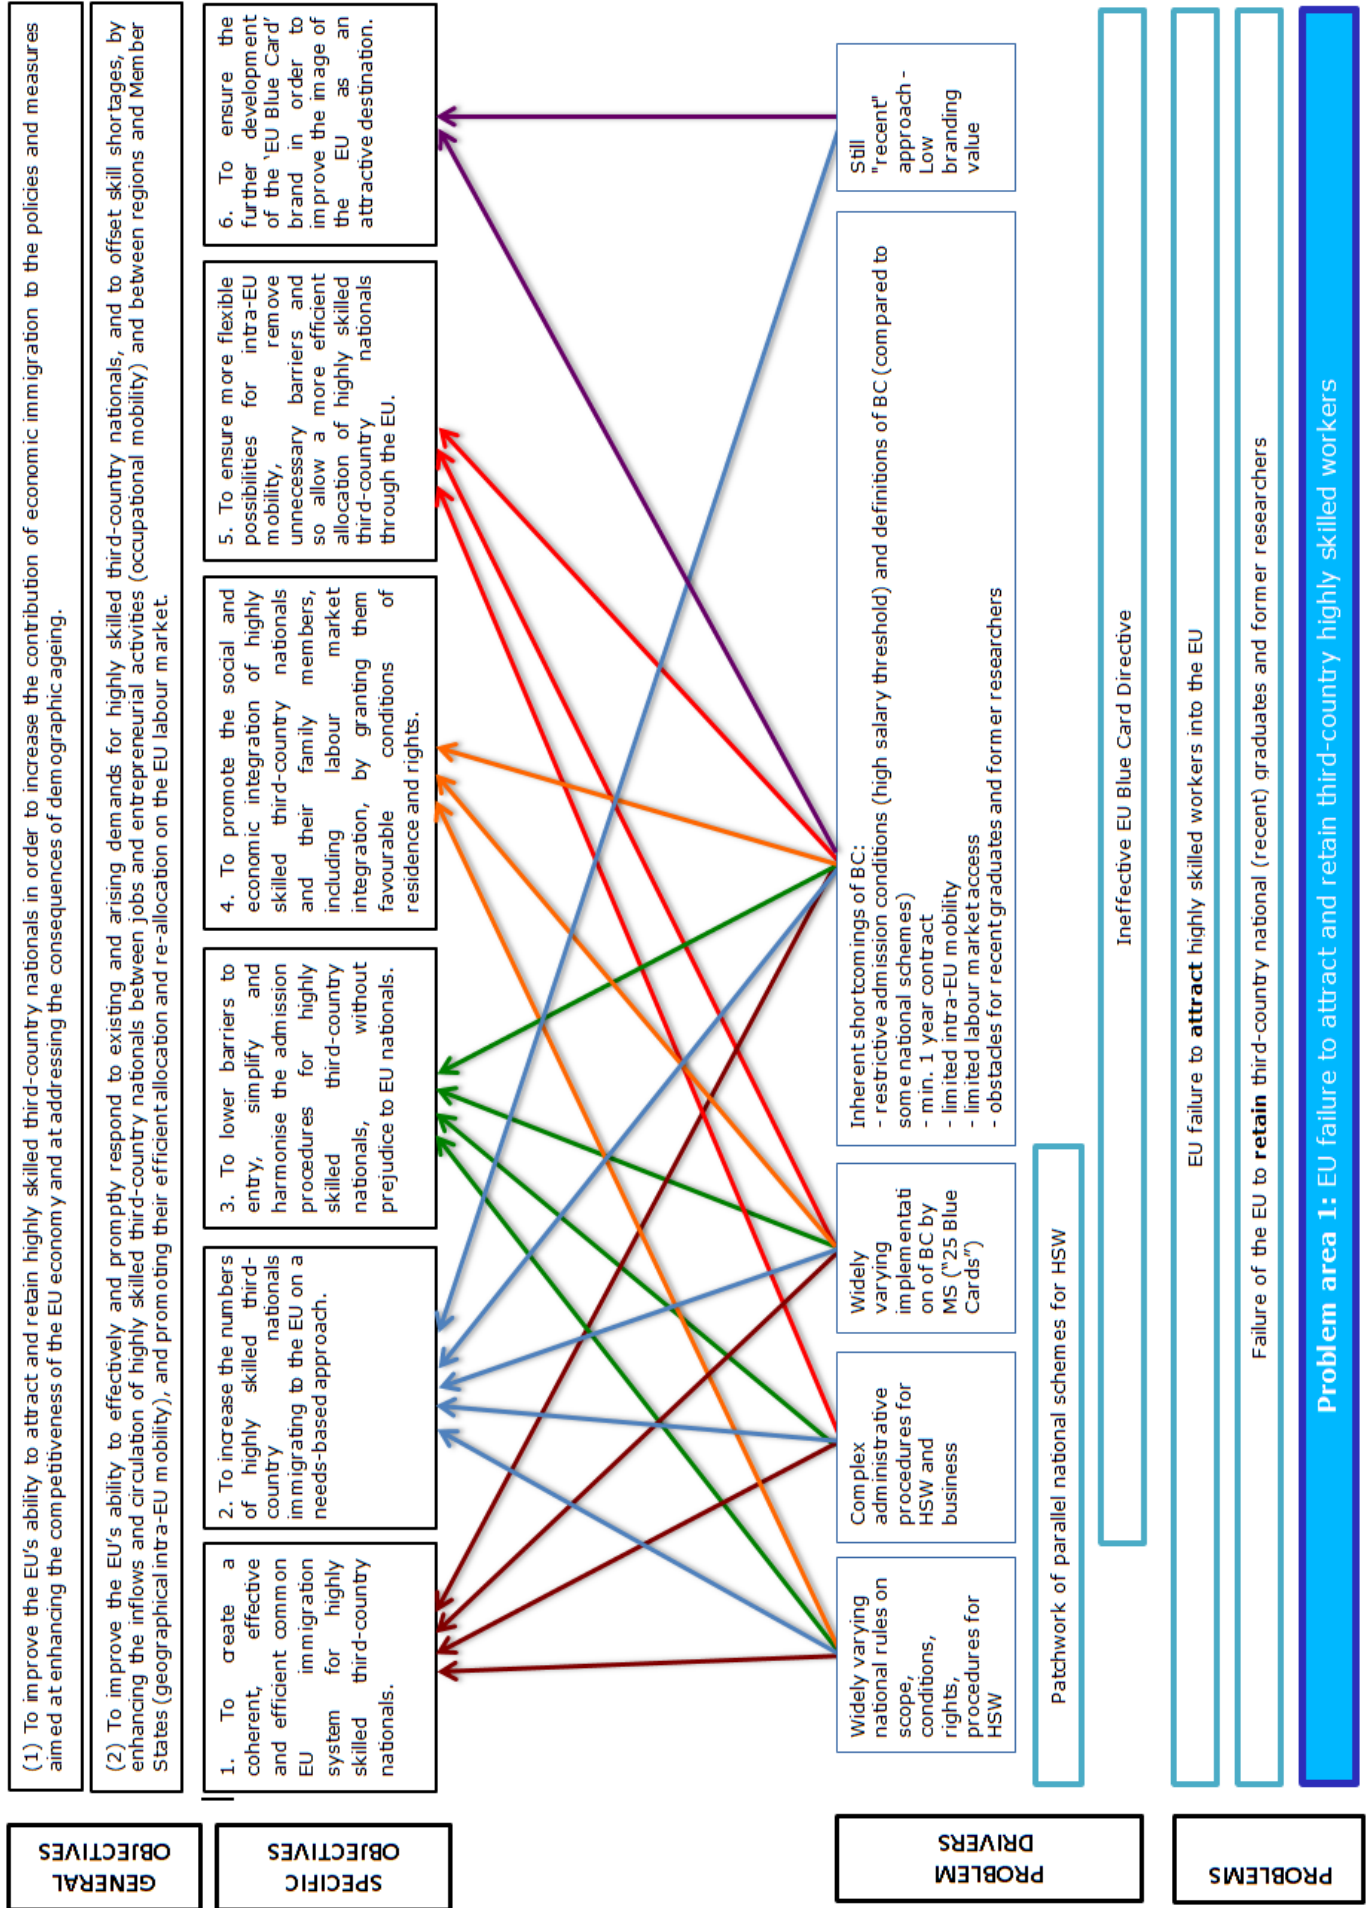 GENERAL
OBJECTIVES
(1) To improve the EU's ability to attract and retain highly skilled third-country nationals in order to increase the contribution of economic immigration to the policies and measures
aimed at enhancing the competitiveness of the EU economy and at addressing the consequences of demographic ageing.
(2) To improve the EU's ability to effectively and promptly respond to existing and arising demands for highly skilled third-country nationals, and to offset skill shortages, by
enhancing the inflows and circulation of highly skilled third-country nationals between jobs and entrepreneurial activities (occupational mobility) and between regions and Member
States (geographical intra-EU mobility), and promoting their efficient allocation and re-allocation on the EU labour market.
SPECIFIC
OBJECTIVES
1. To create a
coherent, effective
and efficient common
EU immigration
system for highly
skilled third-country
nationals.
2. To increase the numbers
of highly skilled third-
country nationals
immigrating to the EU on a
needs-based approach.
3. To lower barriers to
entry, simplify and
harmonise the admission
procedures for highly
skilled third-country
nationals, without
prejudice to EU nationals.
4. To promote the social and
economic integration of highly
skilled third-country nationals
and their family members,
including labour market
integration, by granting them
favourable conditions of
residence and rights.
5. To ensure more flexible
possibilities for intra-EU
mobility, remove
unnecessary barriers and
so allow a more efficient
allocation of highly skilled
third-country nationals
through the EU.
6. To ensure the
further development
of the 'EU Blue Card'
brand in order to
improve the image of
the EU as an
attractive destination.
PROBLEM
DRIVERS
Widely varying
national rules on
scope,
conditions,
rights,
procedures for
HSW
Complex
administrative
procedures for
HSW and
business
Widely
varying
implementati
on of BC by
MS ("25 Blue
Cards")
Inherent shortcomings of BC:
- restrictive admission conditions (high salary threshold) and definitions of BC (compared to
some national schemes)
- min. 1 year contract
- limited intra-EU mobility
- limited labour market access
- obstacles for recent graduates and former researchers
Still
"recent"
approach -
Low
branding
value
Patchwork of parallel national schemes for HSW
Ineffective EU Blue Card Directive
PROBLEMS
EU failure to attract highly skilled workers into the EU
Failure of the EU to retain third-country national (recent) graduates and former researchers
Problem area 1: EU failure to attract and retain third-country highly skilled workers